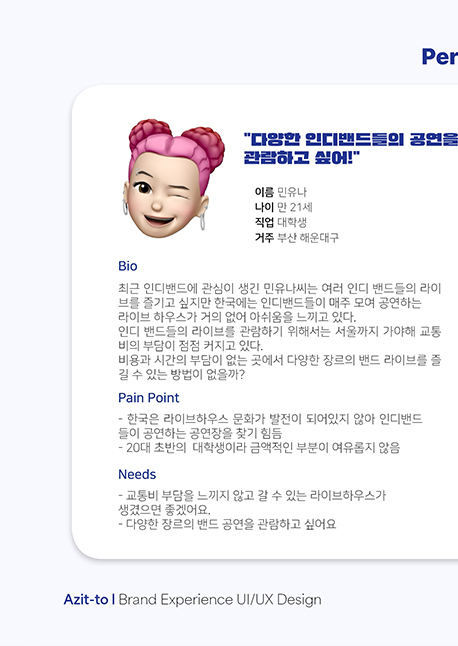 Per
"다양한 인디밴드들의 공연을
관람하고 싶어!"
이름 민유나
나이 만 21세
직업 대학생
거주 부산 해운대구
Bio
최근 인디밴드에 관심이 생긴 민유나씨는 여러 인디 밴드들의 라이
브를 즐기고 싶지만 한국에는 인디밴드들이 매주 모여 공연하는
라이브 하우스가 거의 없어 아쉬움을 느끼고 있다.
인디 밴드들의 라이브를 관람하기 위해서는 서울까지 가야해 교통
비의 부담이 점점 커지고 있다.
비용과 시간의 부담이 없는 곳에서 다양한 장르의 밴드 라이브를 즐
길 수 있는 방법이 없을까?
Pain Point
- 한국은 라이브하우스 문화가 발전이 되어있지 않아 인디밴드
들이 공연하는 공연장을 찾기 힘듬
- 20대 초반의 대학생이라 금액적인 부분이 여유롭지 않음
Needs
- 교통비 부담을 느끼지 않고 갈 수 있는 라이브하우스가
생겼으면 좋겠어요.
- 다양한 장르의 밴드 공연을 관람하고 싶어요
Azit-to | Brand Experience UI/UX Design